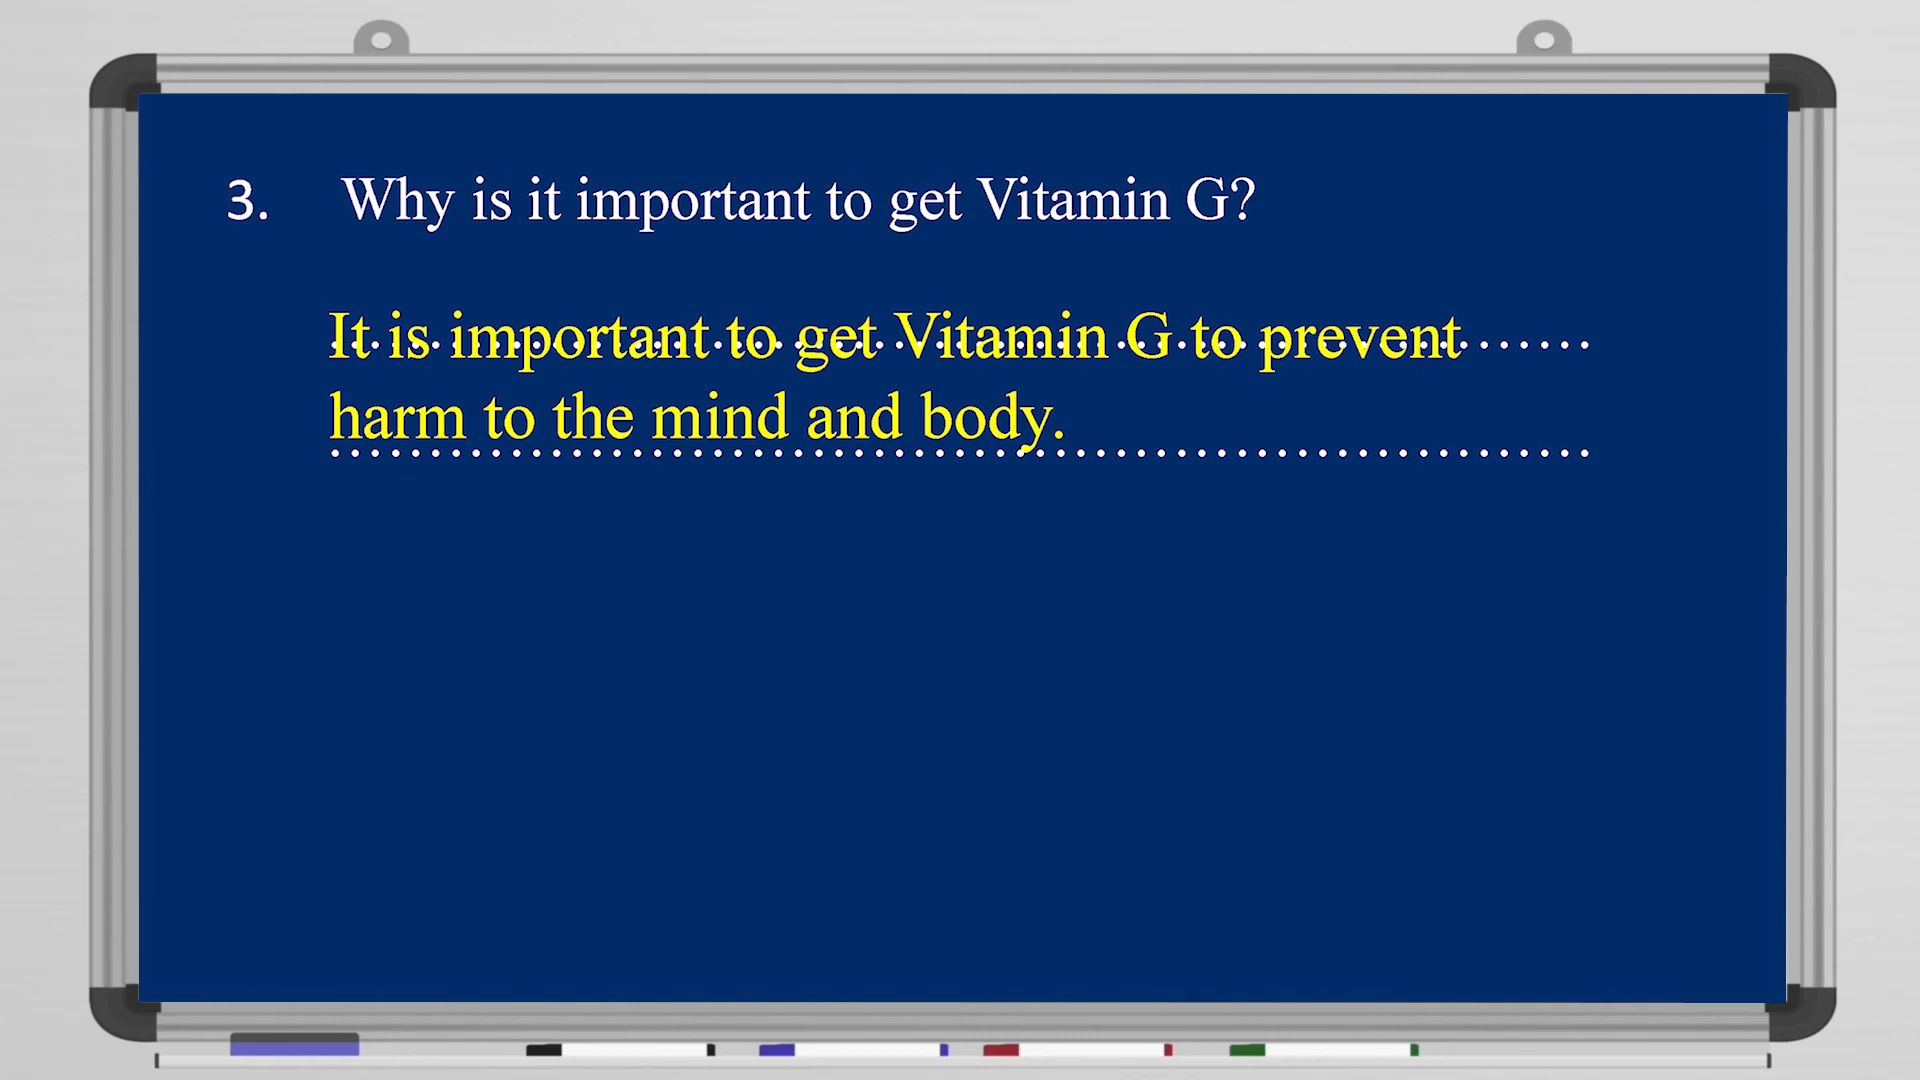 3. Why is it important to get Vitamin G?
It is important to get Vitamin G to prevent
harm to the mind and body.